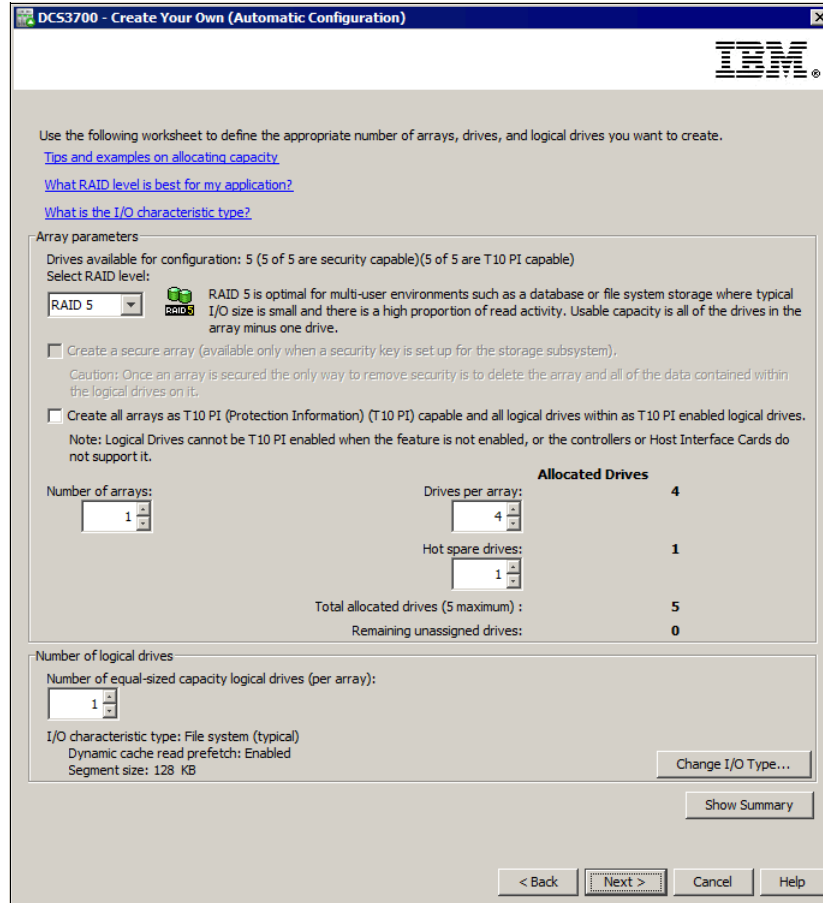 DCS3700 - Create Your Own (Automatic Configuration)
IBM®
Use the following worksheet to define the appropriate number of arrays, drives, and logical drives you want to create.
Tips and examples on allocating capacity
What RAID level is best for my application?
What is the I/O characteristic type?
Array parameters
Drives available for configuration: 5 (5 of 5 are security capable)(5 of 5 are T10 PI capable)
Select RAID level:
RAID 5
RAID 5
RAID 5 is optimal for multi-user environments such as a database or file system storage where typical
I/O size is small and there is a high proportion of read activity. Usable capacity is all of the drives in the
array minus one drive.
Create a secure array (available only when a security key is set up for the storage subsystem).
Caution: Once an array is secured the only way to remove security is to delete the array and all of the data contained within
the logical drives on it.
Create all arrays as T10 PI (Protection Information) (T10 PI) capable and all logical drives within as T10 PI enabled logical drives.
Note: Logical Drives cannot be T10 PI enabled when the feature is not enabled, or the controllers or Host Interface Cards do
not support it.
Allocated Drives
Number of arrays: Drives per array: 4
1 4
Hot spare drives: 1
1
Total allocated drives (5 maximum) : 5
Remaining unassigned drives: 0
Number of logical drives
Number of equal-sized capacity logical drives (per array):
1
I/O characteristic type: File system (typical)
Dynamic cache read prefetch: Enabled
Segment size: 128 KB
Change I/O Type...
Show Summary
< Back Next > Cancel Help